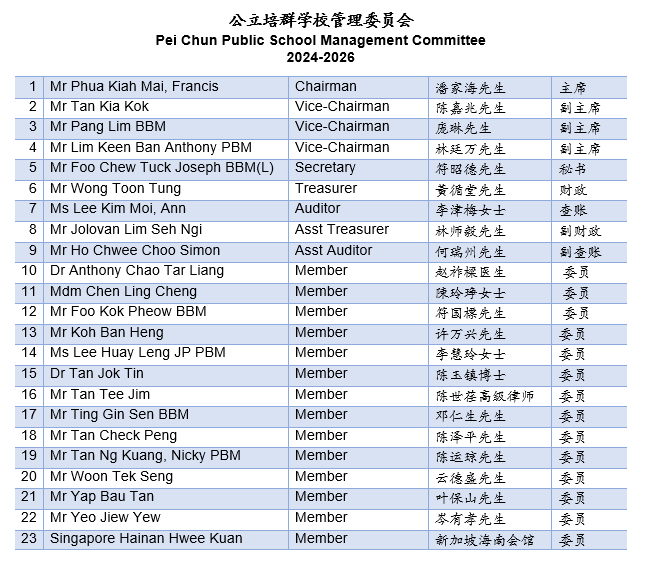 公立培群学校管理委员会
Pei Chun Public School Management Committee
2024-2026
1 Mr Phua Kiah Mai, Francis Chairman 潘家海先生 主席
2 Mr Tan Kia Kok Vice-Chairman 陈嘉兆先生 副主席
3 Mr Pang Lim BBM Vice-Chairman 庞琳先生 副主席
4 Mr Lim Keen Ban Anthony PBM Vice-Chairman 林廷万先生 副主席
5 Mr Foo Chew Tuck Joseph BBM(L) Secretary 符昭德先生 秘书
6 Mr Wong Toon Tung Treasurer 黄循堂先生 财政
7 Ms Lee Kim Moi, Ann Auditor 李津梅女士 查账
8 Mr Jolovan Lim Seh Ngi Asst Treasurer 林师毅先生 副财政
9 Mr Ho Chwee Choo Simon Asst Auditor 何瑞州先生 副查账
10 Dr Anthony Chao Tar Liang Member 赵祚樑医生 委员
11 Mdm Chen Ling Cheng Member 陳玲琤女士 委员
12 Mr Foo Kok Pheow BBM Member 符国標先生 委员
13 Mr Koh Ban Heng Member 许万兴先生 委员
14 Ms Lee Huay Leng JP PBM Member 李慧玲女士 委员
15 Dr Tan Jok Tin Member 陈玉镇博士 委员
16 Mr Tan Tee Jim Member 陈世荏高級律师 委员
17 Mr Ting Gin Sen BBM Member 邓仁生先生 委员
18 Mr Tan Check Peng Member 陈泽平先生 委员
19 Mr Tan Ng Kuang, Nicky PBM Member 陈运琼先生 委员
20 Mr Woon Tek Seng Member 云德盛先生 委员
21 Mr Yap Bau Tan Member 叶保山先生 委员
22 Mr Yeo Jiew Yew Member 岑有孝先生 委员
23 Singapore Hainan Hwee Kuan Member 新加坡海南会馆 委员